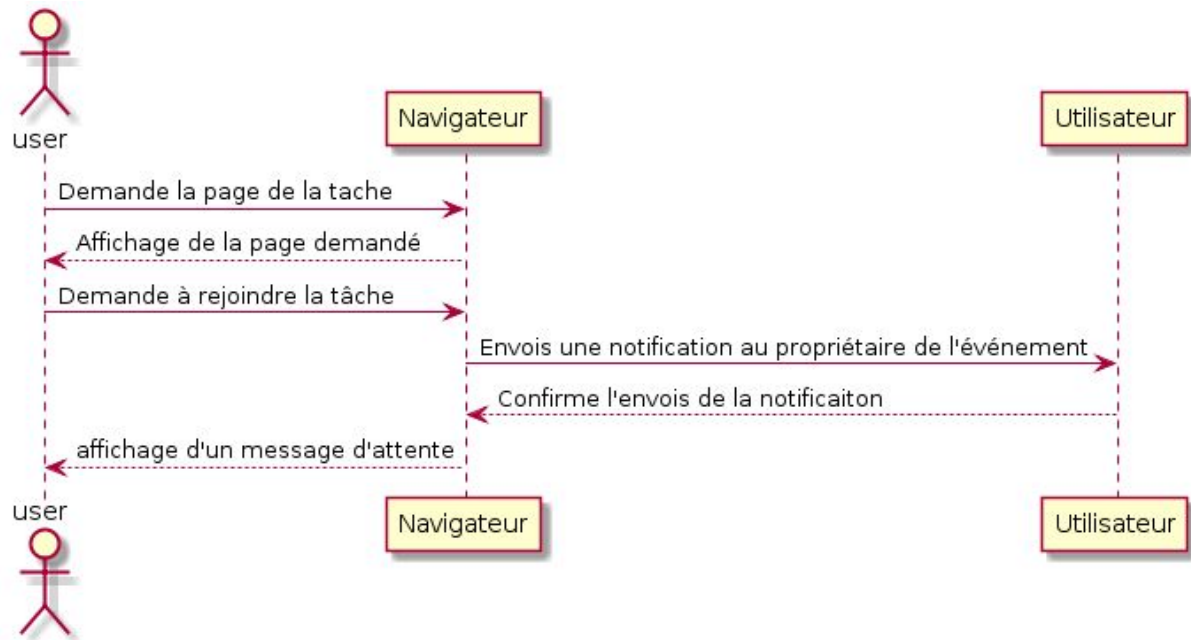 user
Navigateur
Utilisateur
Demande la page de la tache
Affichage de la page demandé
Demande à rejoindre la tâche
Envois une notification au propriétaire de l'événement
Confirme l'envois de la notificaiton
affichage d'un message d'attente
user
Navigateur
Utilisateur